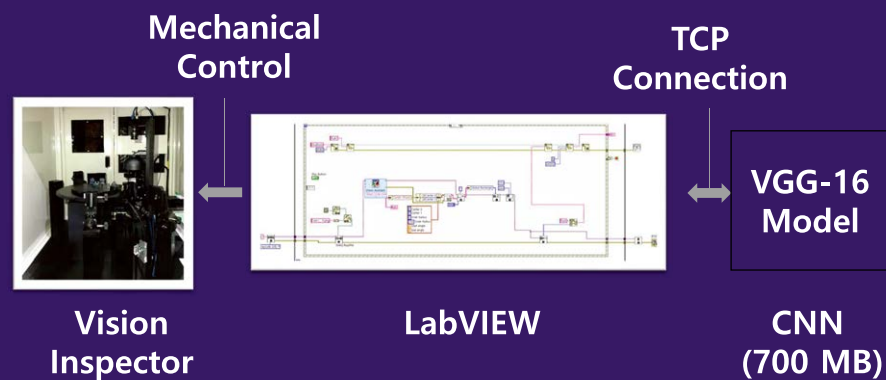 Mechanical
Control
TCP
Connection
VGG-16
Model
Vision
Inspector
LabVIEW
CNN
(700 MB)